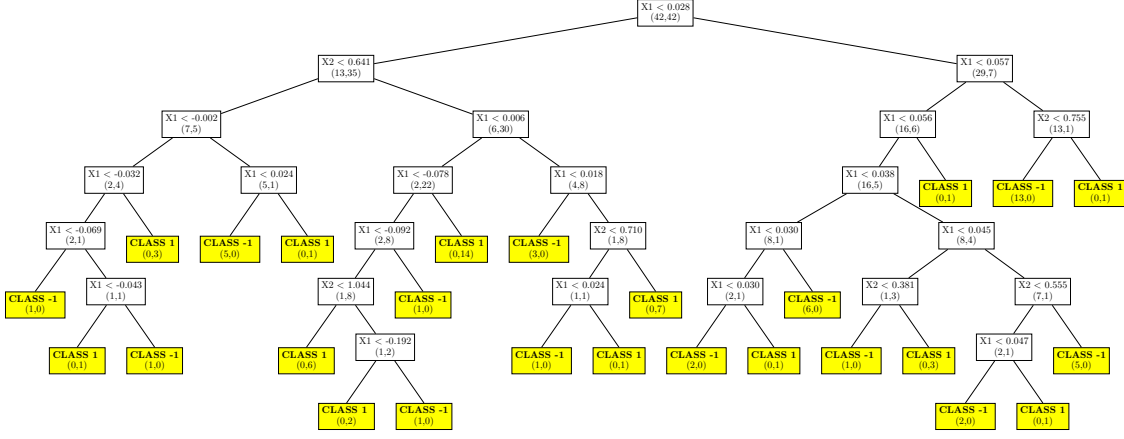 X1 < 0.028
(42,42)
X2 < 0.641
(13,35)
X1 < 0.057
(29,7)
X1 < -0.002
(7,5)
X1 < 0.006
(6,30)
X1 < 0.056
(16,6)
X2 < 0.755
(13,1)
X1 < -0.032
(2,4)
X1 < 0.024
(5,1)
X1 < -0.078
(2,22)
X1 < 0.018
(4,8)
X1 < 0.038
(16,5)
CLASS 1
(0,1)
CLASS -1
(13,0)
CLASS 1
(0,1)
X1 < -0.069
(2,1)
CLASS 1
(0,3)
CLASS -1
(5,0)
CLASS 1
(0,1)
X1 < -0.092
(2,8)
CLASS 1
(0,14)
CLASS -1
(3,0)
X2 < 0.710
(1,8)
X1 < 0.030
(8,1)
X1 < 0.045
(8,4)
CLASS -1
(1,0)
X1 < -0.043
(1,1)
X2 < 1.044
(1,8)
CLASS -1
(1,0)
X1 < 0.024
(1,1)
CLASS 1
(0,7)
X1 < 0.030
(2,1)
CLASS -1
(6,0)
X2 < 0.381
(1,3)
X2 < 0.555
(7,1)
CLASS 1
(0,1)
CLASS -1
(1,0)
CLASS 1
(0,6)
X1 < -0.192
(1,2)
CLASS -1
(1,0)
CLASS 1
(0,1)
CLASS -1
(2,0)
CLASS 1
(0,1)
CLASS -1
(1,0)
CLASS 1
(0,3)
X1 < 0.047
(2,1)
CLASS -1
(5,0)
CLASS 1
(0,2)
CLASS -1
(1,0)
CLASS -1
(2,0)
CLASS 1
(0,1)